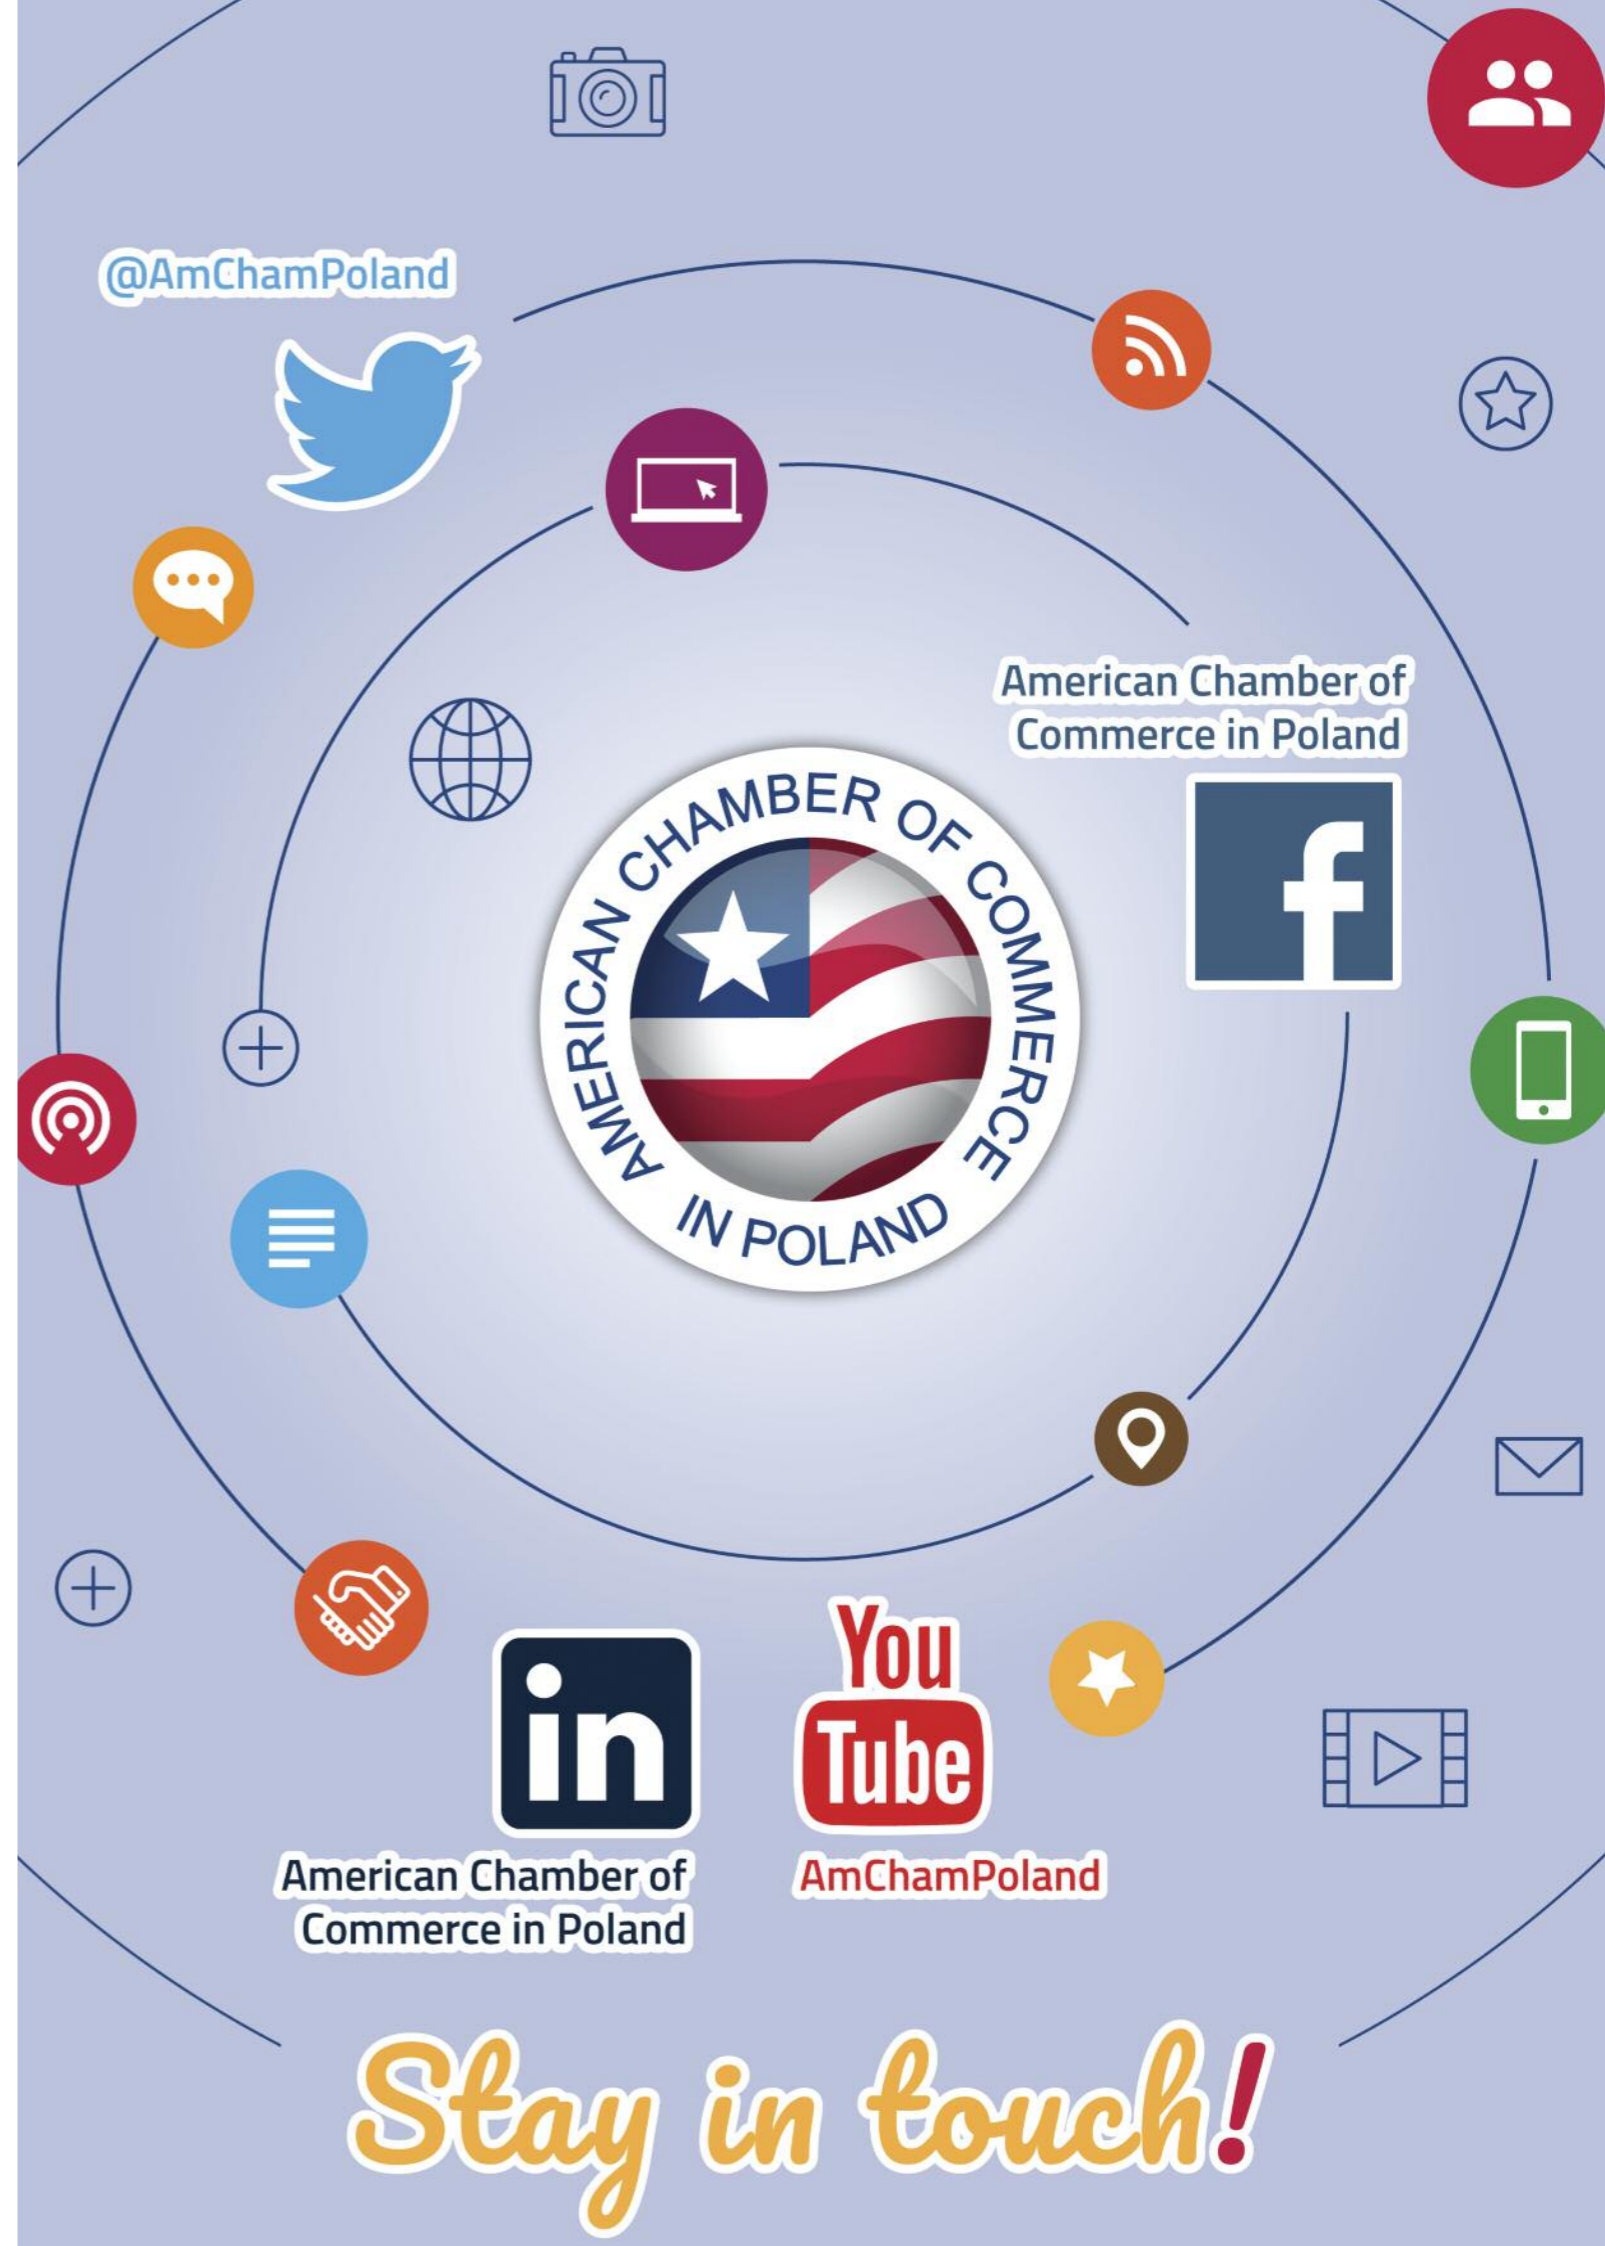 @AmChamPoland
American Chamber of
Commerce in Poland
f
AMERICAN CHAMBER OF COMMERCE
IN POLAND
in
American Chamber of
Commerce in Poland
You
Tube
AmChamPoland
Stay in touch!